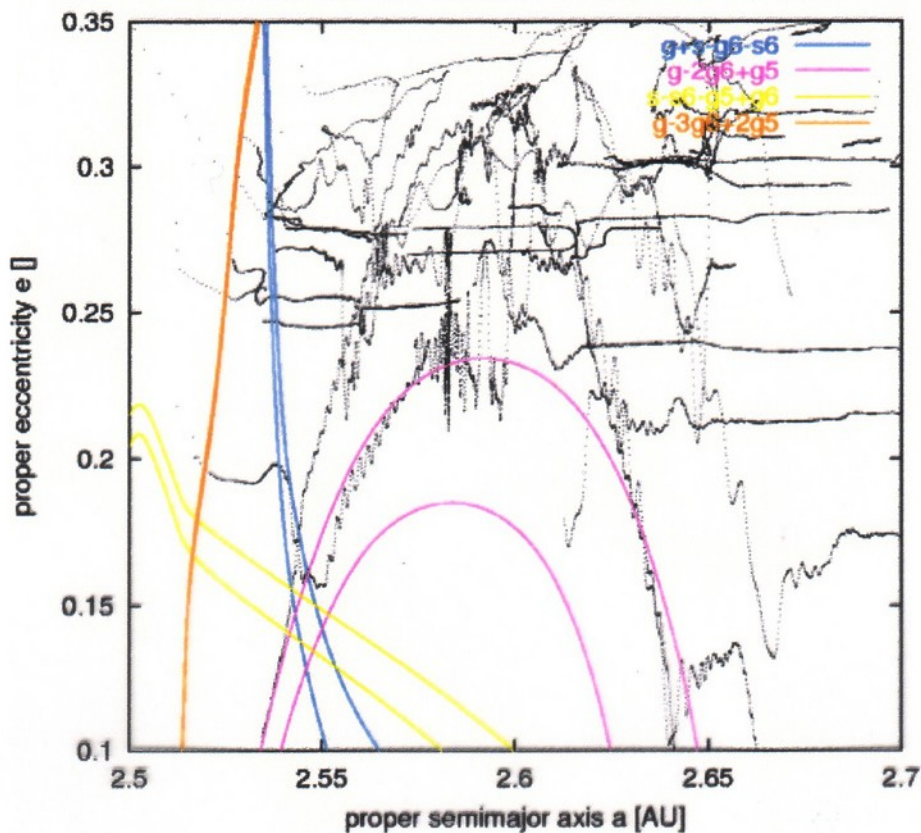 0.35
0.3
0.25
0.2
0.15
0.1
2.5
2.55
2.6
2.65
2.7
proper eccentricity e []
proper semimajor axis a [AU]
g+s-g6-s6
g-2g6+g5
s-s6-g5+g6
g-3g6+2g5